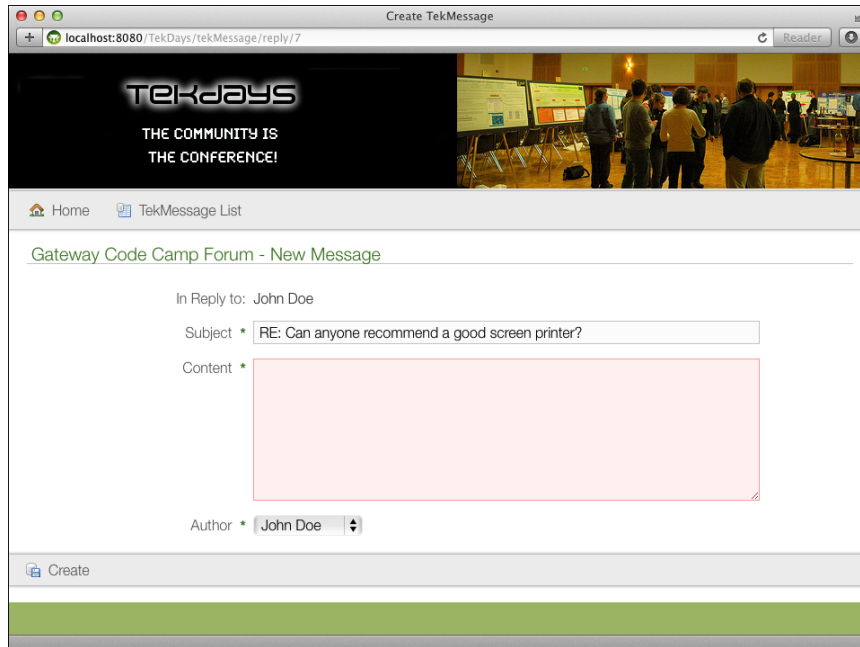 Create TekMessage
localhost:8080/TekDays/tekMessage/reply/7
Reader
TEKDAYS
THE COMMUNITY IS
THE CONFERENCE!
Home TekMessage List
Gateway Code Camp Forum - New Message
In Reply to: John Doe
Subject * RE: Can anyone recommend a good screen printer?
Content *
Author * John Doe
Create